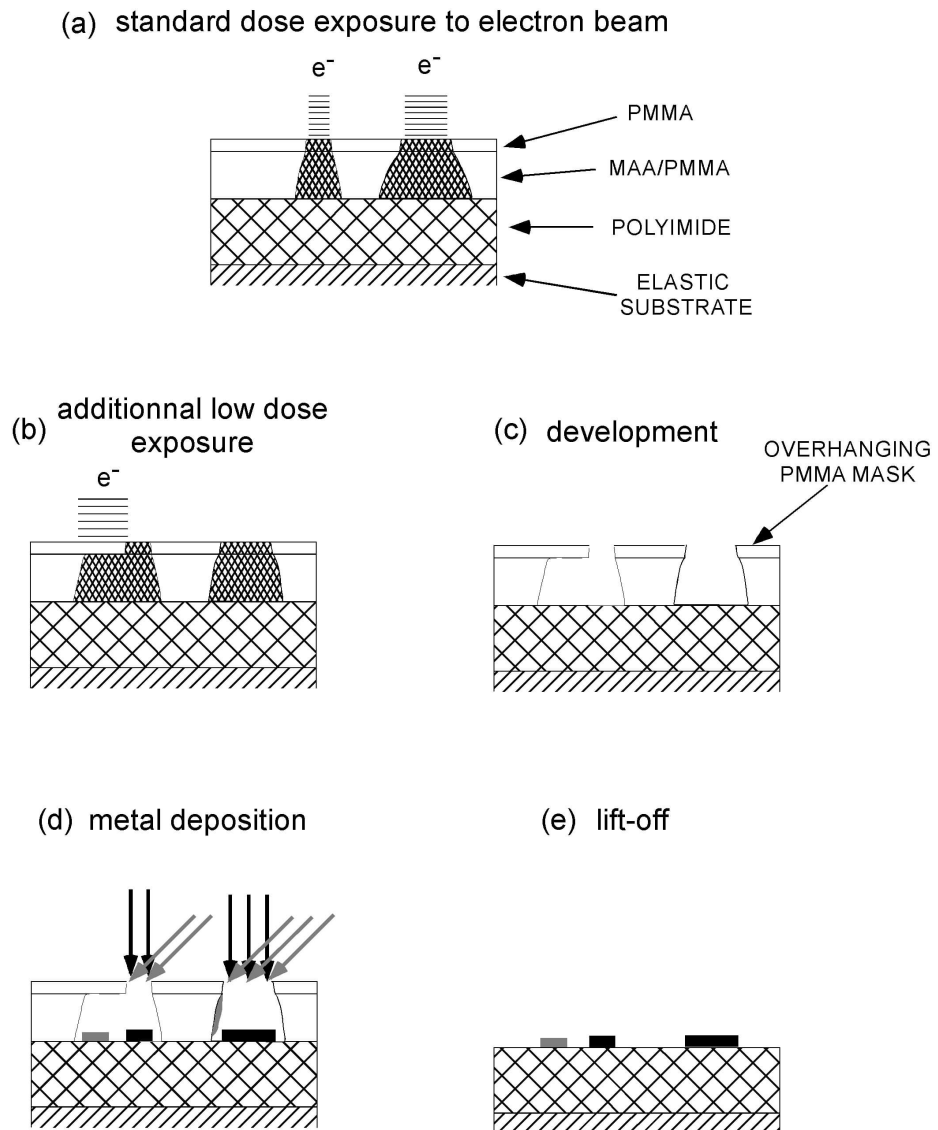 (a) standard dose exposure to electron beam
e-
e-
PMMA
MAA/PMMA
POLYIMIDE
ELASTIC
SUBSTRATE
(b) additionnal low dose
exposure
e-
(c) development
OVERHANGING
PMMA MASK
(d) metal deposition
(e) lift-off